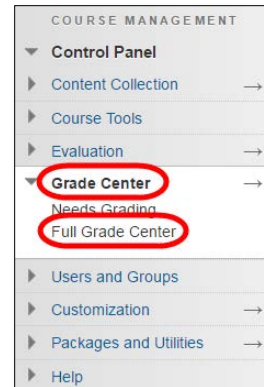 COURSE MANAGEMENT
Control Panel
Content Collection
Course Tools
Evaluation
Grade Center
Needs Grading
Full Grade Center
Users and Groups
Customization
Packages and Utilities
Help